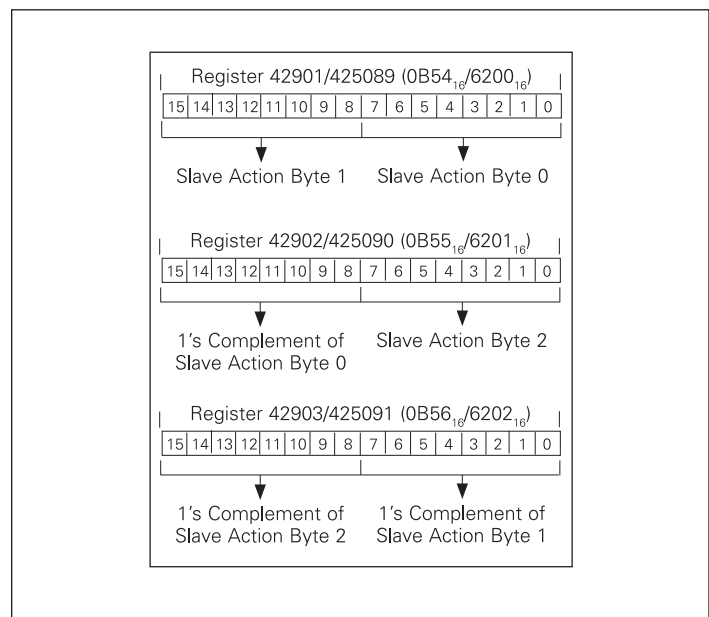 Register 42901/425089 (0B54₁₆/6200₁₆)
15 14 13 12 11 10 9 8 7 6 5 4 3 2 1 0
Slave Action Byte 1 Slave Action Byte 0
Register 42902/425090 (0B55₁₆/6201₁₆)
15 14 13 12 11 10 9 8 7 6 5 4 3 2 1 0
1's Complement of Slave Action Byte 2
Slave Action Byte 0
Register 42903/425091 (0B56₁₆/6202₁₆)
15 14 13 12 11 10 9 8 7 6 5 4 3 2 1 0
1's Complement of 1's Complement of
Slave Action Byte 2 Slave Action Byte 1